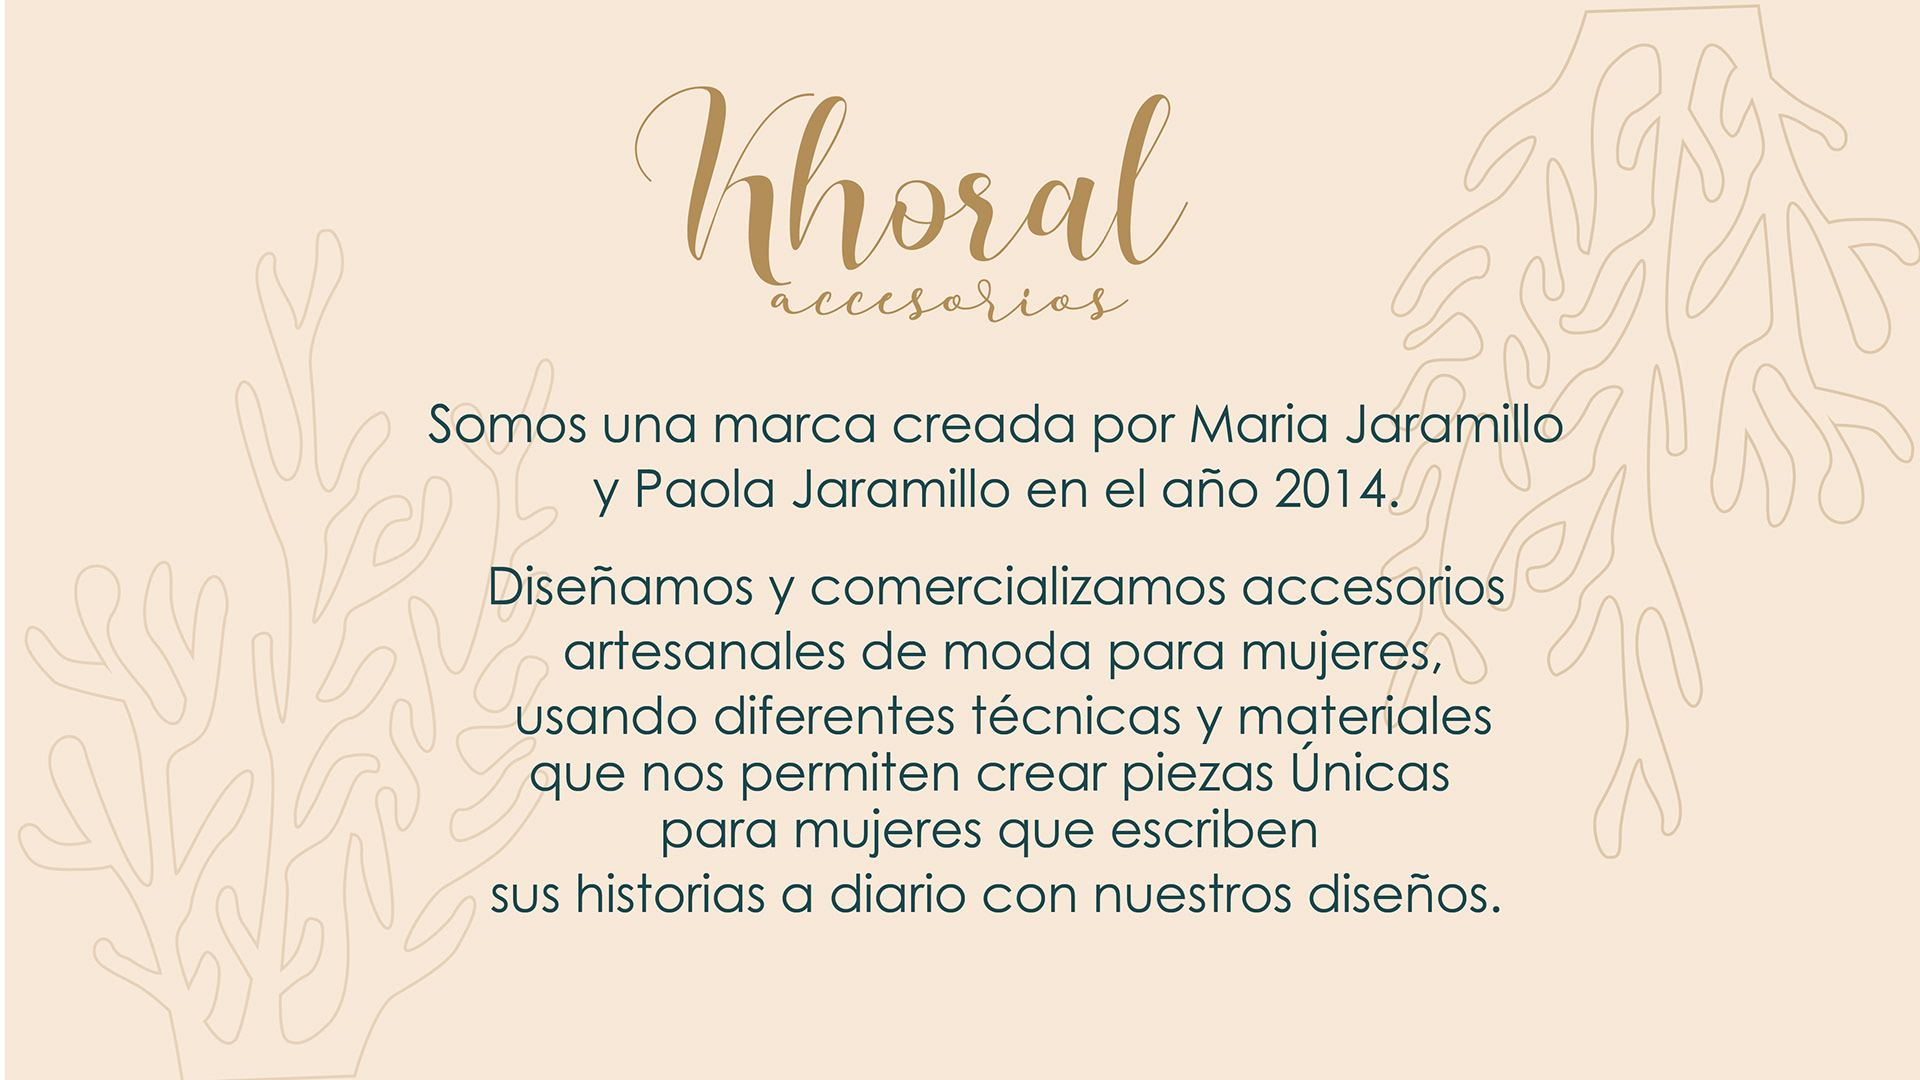 Khoral
accesorios
Somos una marca creada por Maria Jaramillo
y Paola Jaramillo en el año 2014.
Diseñamos y comercializamos accesorios
artesanales de moda para mujeres,
usando diferentes técnicas y materiales
que nos permiten crear piezas Únicas
para mujeres que escriben
sus historias a diario con nuestros diseños.